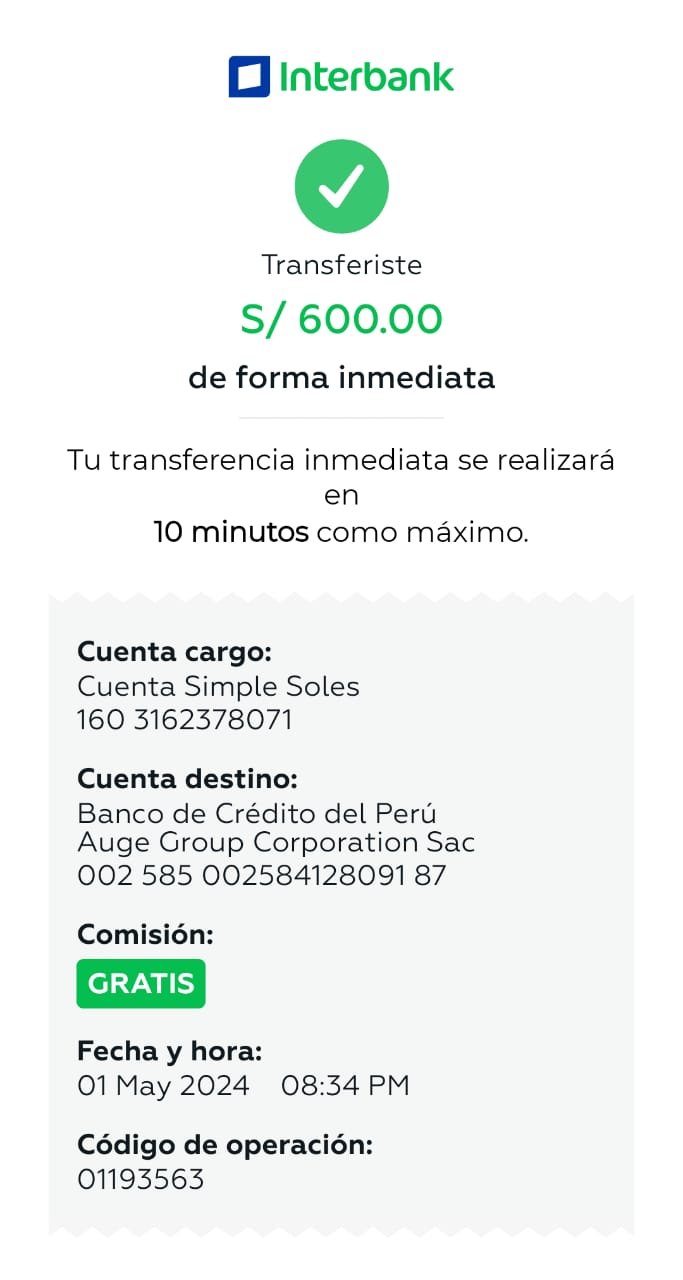 Interbank
Transferiste
S/ 600.00
de forma inmediata
Tu transferencia inmediata se realizará
en
10 minutos como máximo.
Cuenta cargo:
Cuenta Simple Soles
160 3162378071
Cuenta destino:
Banco de Crédito del Perú
Auge Group Corporation Sac
002 585 002584128091 87
Comisión:
GRATIS
Fecha y hora:
01 May 2024 08:34 PM
Código de operación:
01193563